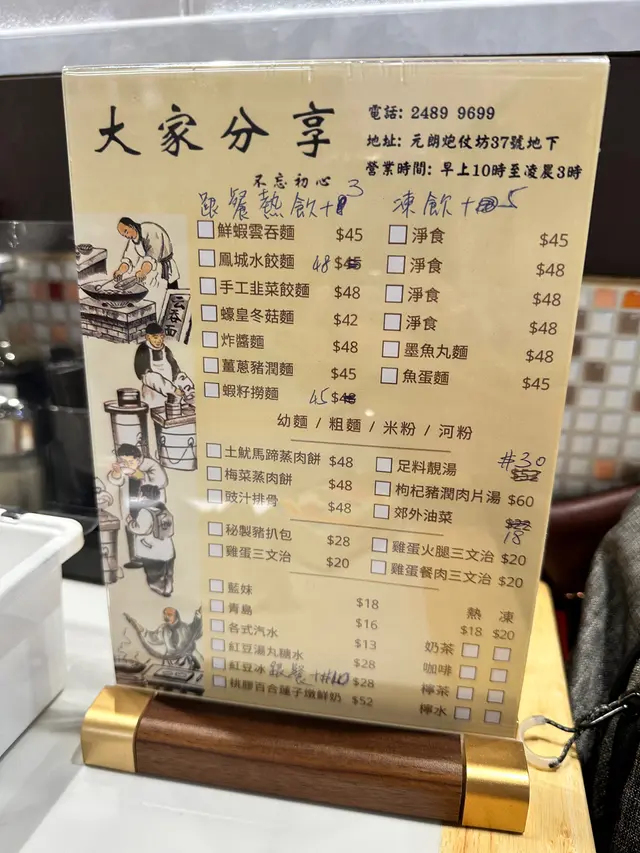 大家分享
電話: 2489 9699
地址: 元朗炮仗坊37號地下
營業時間: 早上10時至凌晨3時
不忘初心
跟餐熱飲+3 凍飲+5
鮮蝦雲吞麵 $45 淨食 $45
鳳城水餃麵 48 $45 淨食 $48
手工韭菜餃麵 $48 淨食 $48
蠔皇冬菇麵 $42 淨食 $48
炸醬麵 $48 墨魚丸麵 $48
薑蔥豬潤麵 $45 魚蛋麵 $45
蝦籽撈麵 45 $48
幼麵 / 粗麵 / 米粉 / 河粉
土魷馬蹄蒸肉餅 $48 足料靚湯 #30
梅菜蒸肉餅 $48 枸杞豬潤肉片湯 $60
豉汁排骨 $48 郊外油菜 18
秘製豬扒包 $28 雞蛋火腿三文治 $20
雞蛋三文治 $20 雞蛋餐肉三文治 $20
藍妹 $18
青島 $16
各式汽水 $13
紅豆湯丸糖水 $28
紅豆冰 跟餐+#10 $28
桃膠百合蓮子燉鮮奶 $52
熱 凍
$18 $20
奶茶
咖啡
檸茶
檸水
雲吞面